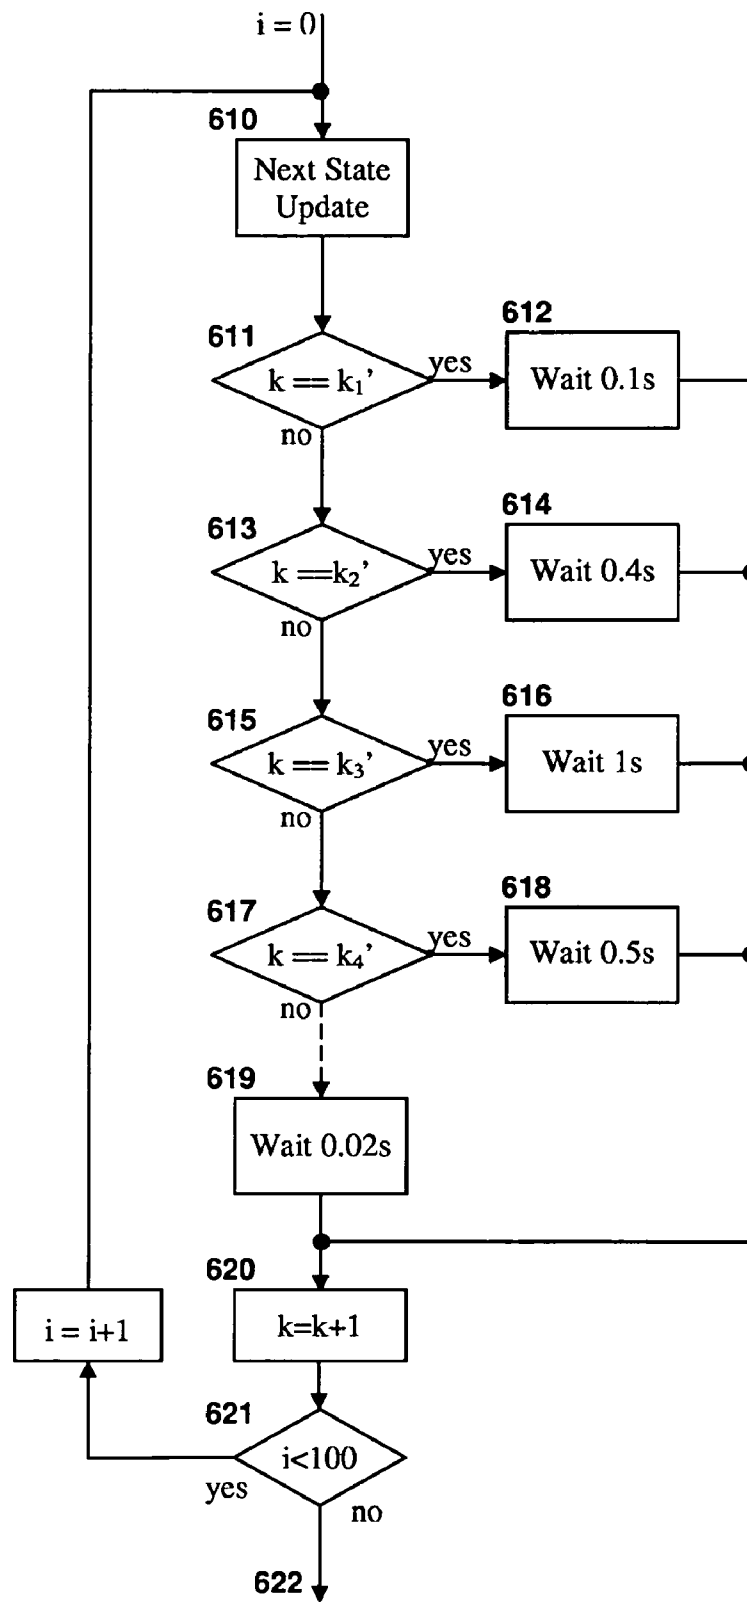 i = 0
610
Next State
Update
611
k == k₁'
yes
612
Wait 0.1s
no
613
k ==k₂'
yes
614
Wait 0.4s
no
615
k == k₃'
yes
616
Wait 1s
no
617
k == k₄'
yes
618
Wait 0.5s
no
619
Wait 0.02s
620
k=k+1
i = i+1
621
i<100
yes
no
622